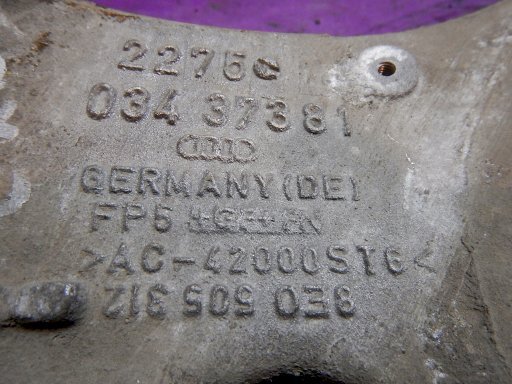 2275C
034 37381
GERMANY (DE)
FP5
>AC-42000ST6<
8E0 505 312